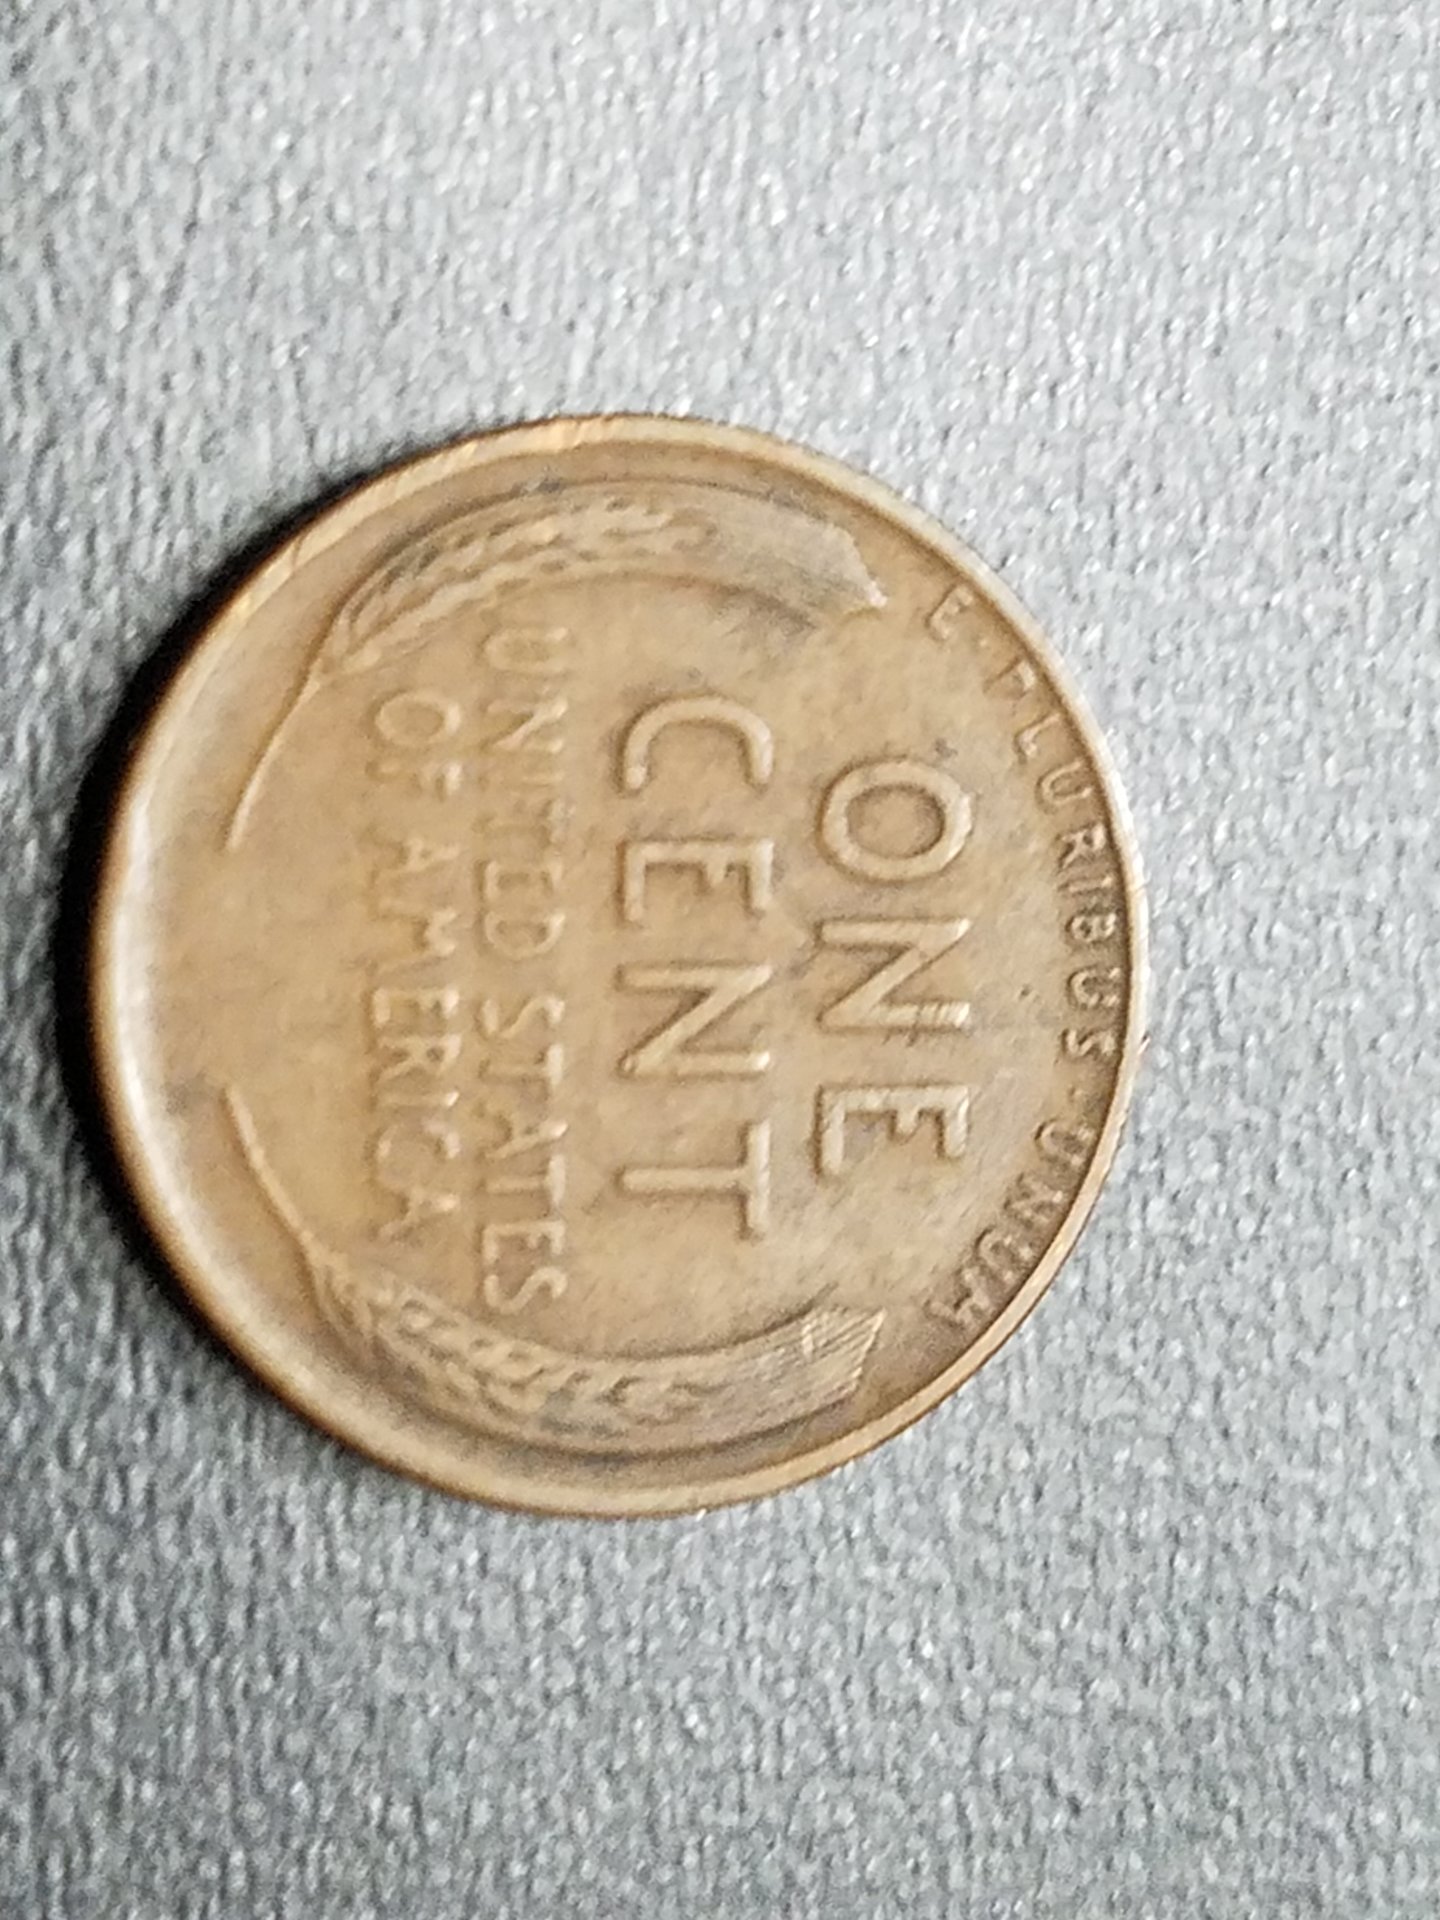 E·PLURIBUS·UNUM
ONE
CENT
UNITED STATES
OF AMERICA